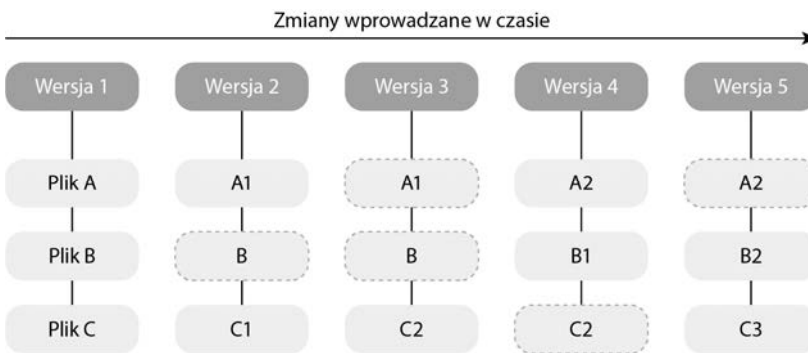 Zmiany wprowadzane w czasie
Wersja 1 Wersja 2 Wersja 3 Wersja 4 Wersja 5
Plik A A1 A1 A2 A2
Plik B B B B1 B2
Plik C C1 C2 C2 C3